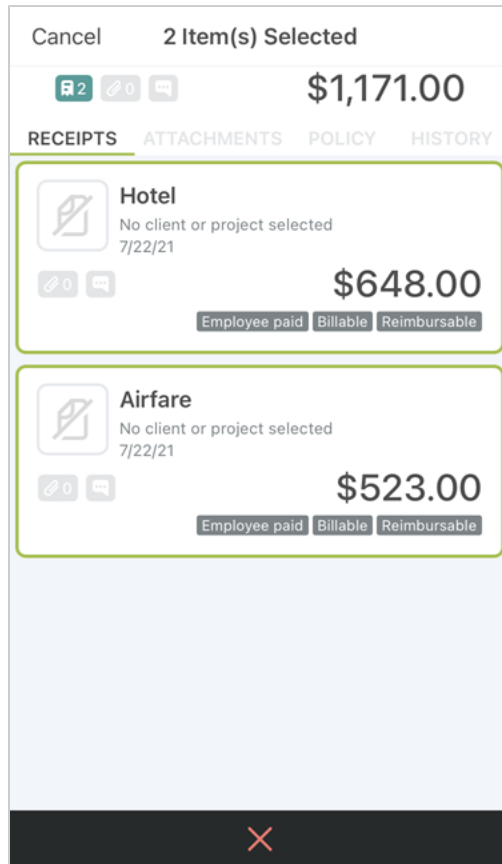 Cancel 2 Item(s) Selected
2 0 $1,171.00
RECEIPTS ATTACHMENTS POLICY HISTORY
Hotel
No client or project selected
7/22/21
0 $648.00
Employee paid Billable Reimbursable
Airfare
No client or project selected
7/22/21
0 $523.00
Employee paid Billable Reimbursable